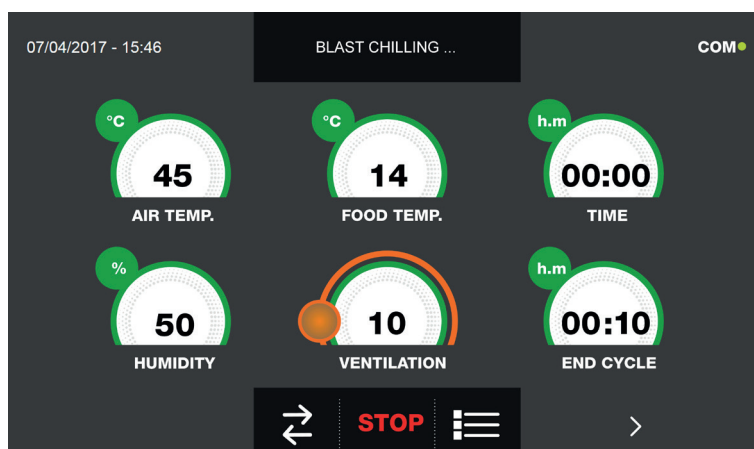 07/04/2017 - 15:46
BLAST CHILLING ...
COM
°C
45
AIR TEMP.
°C
14
FOOD TEMP.
h.m
00:00
TIME
%
50
HUMIDITY
10
VENTILATION
h.m
00:10
END CYCLE
STOP